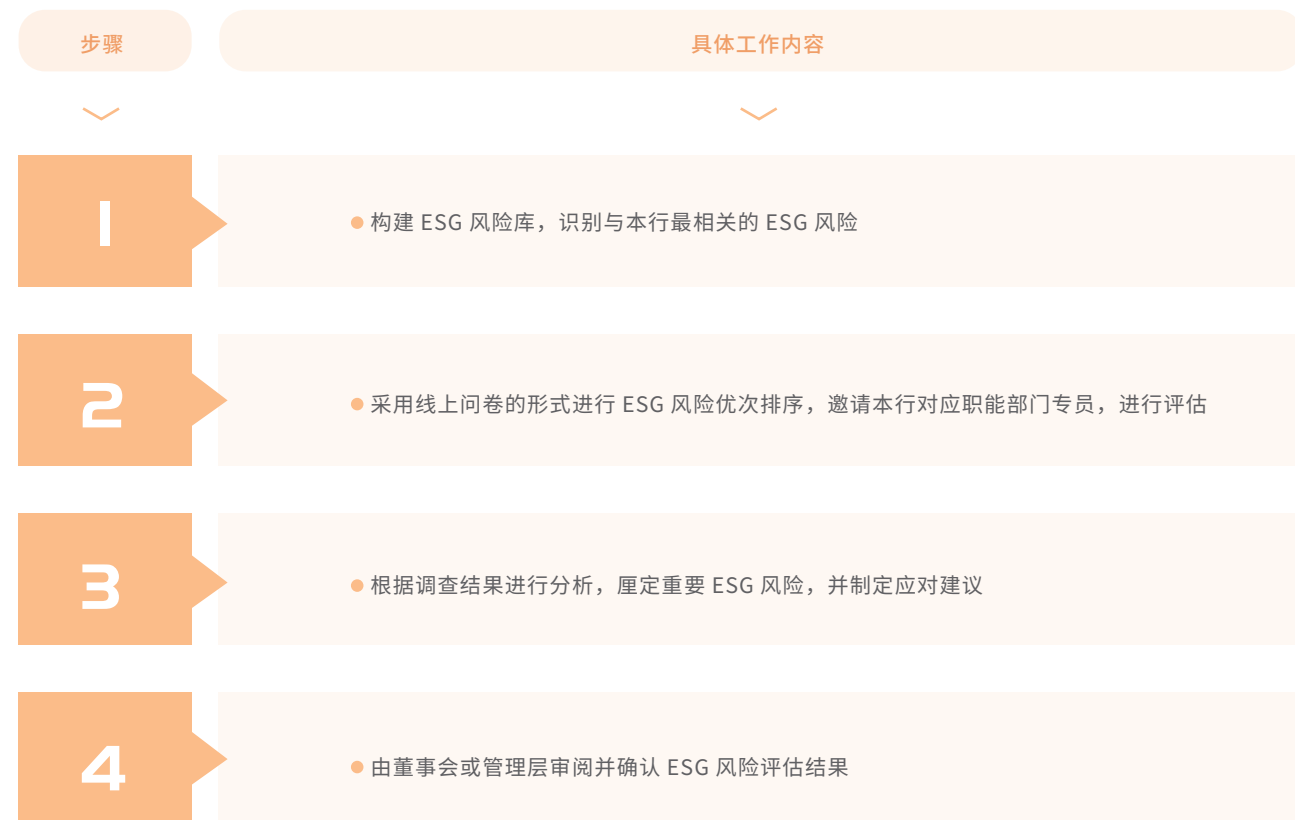 步骤
具体工作内容
1
构建 ESG 风险库，识别与本行最相关的 ESG 风险
2
采用线上问卷的形式进行 ESG 风险优次排序，邀请本行对应职能部门专员，进行评估
3
根据调查结果进行分析，厘定重要 ESG 风险，并制定应对建议
4
由董事会或管理层审阅并确认 ESG 风险评估结果